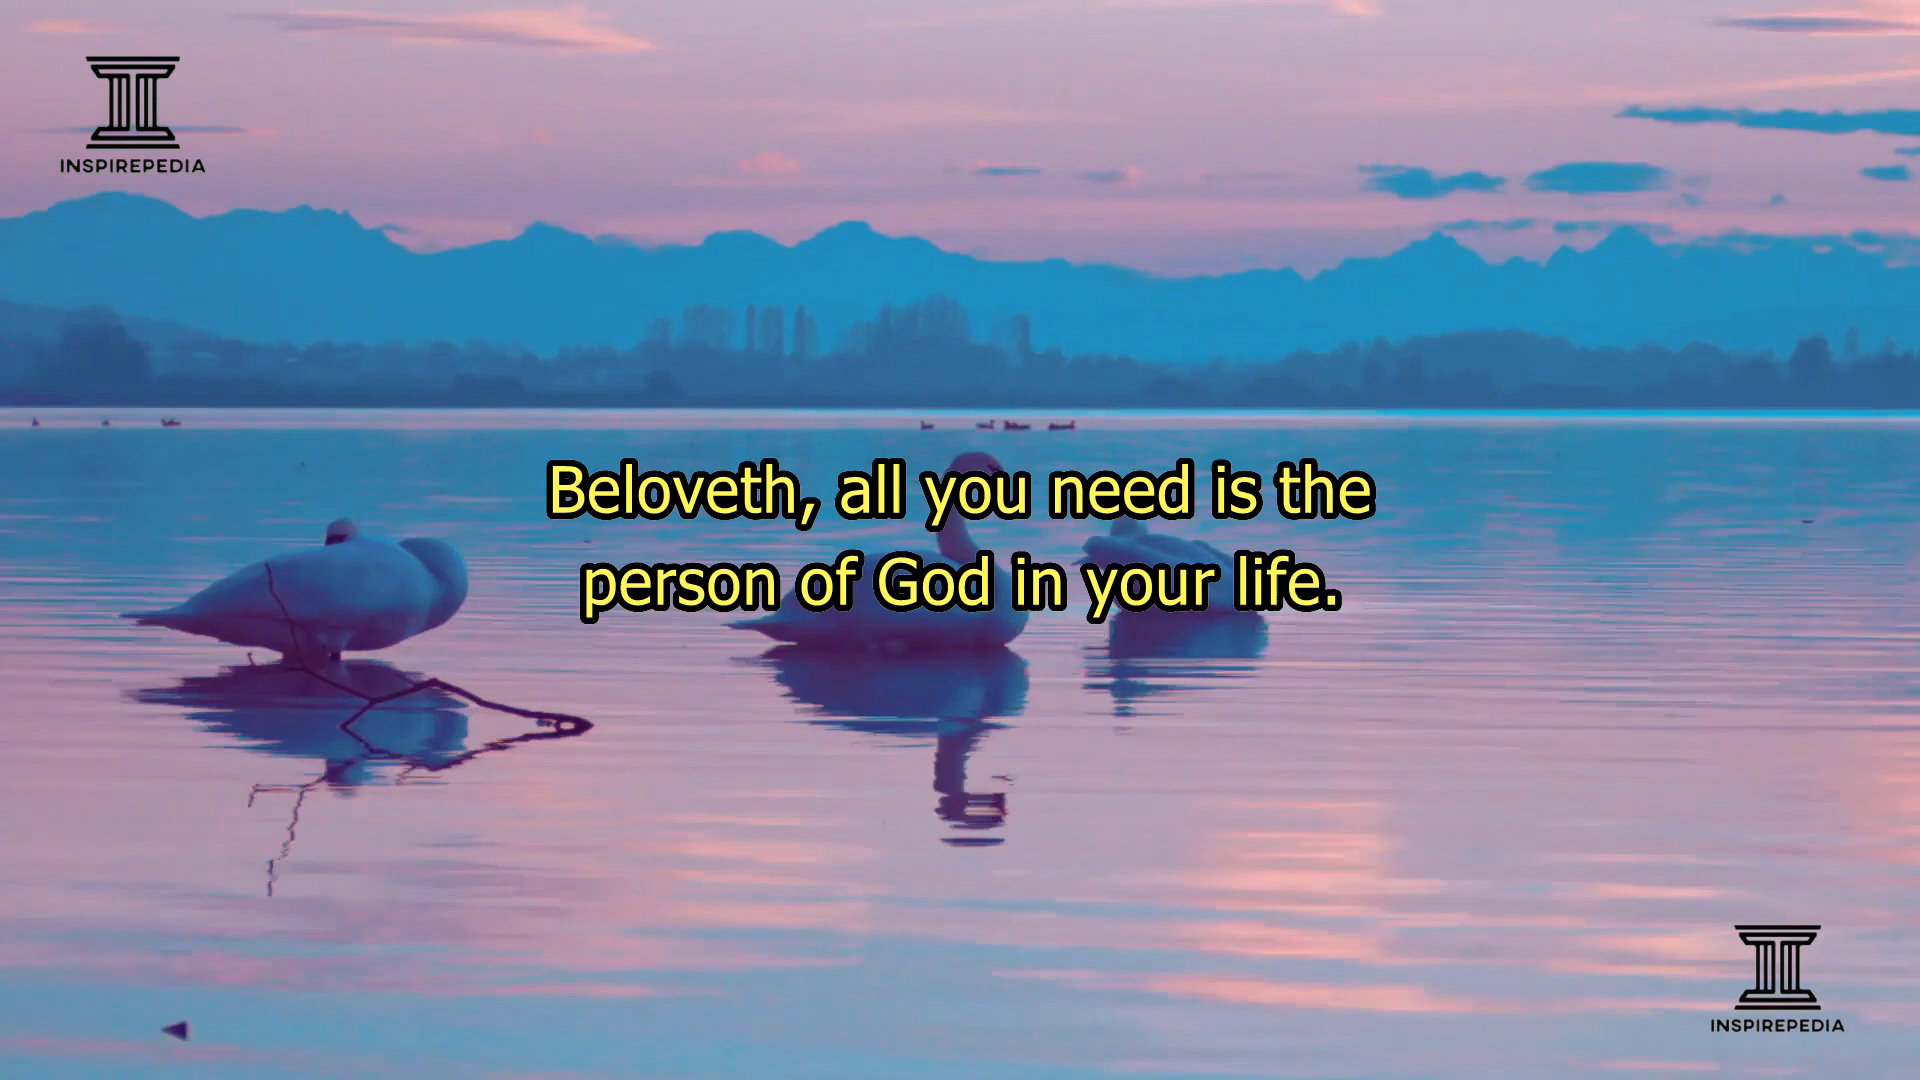 INSPIREPEDIA
Beloveth, all you need is the
person of God in your life.
INSPIREPEDIA